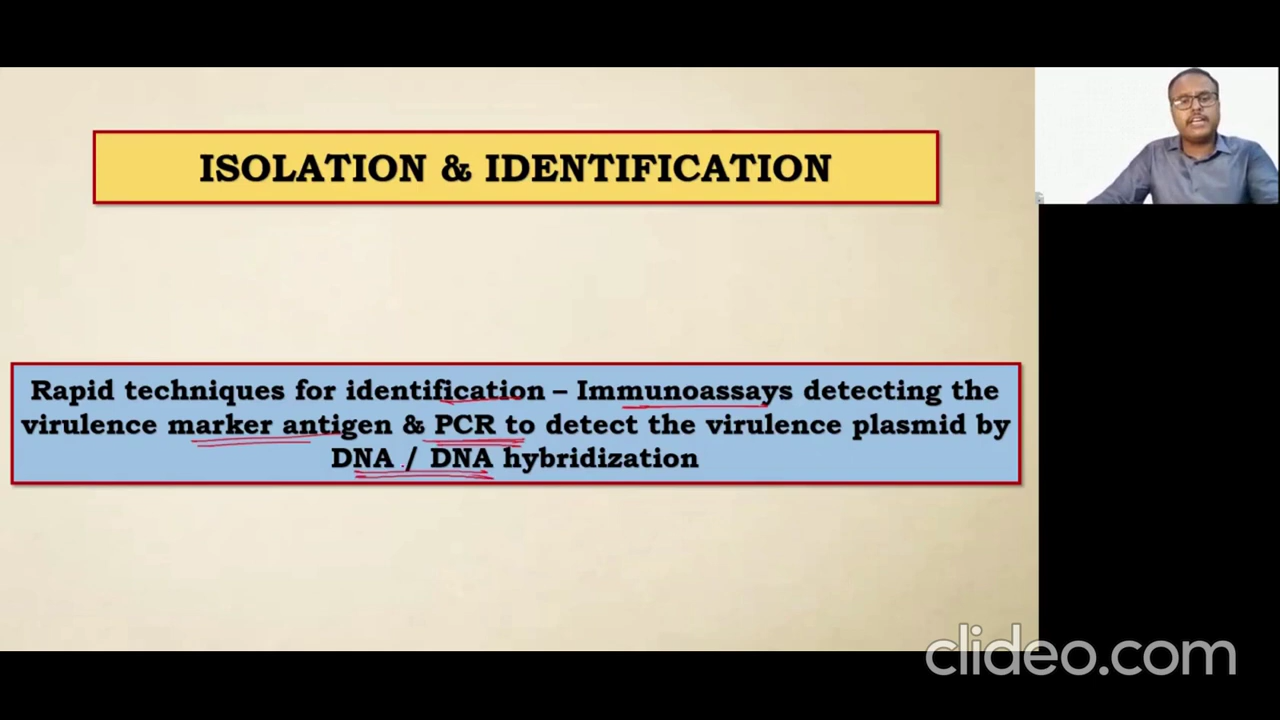 ISOLATION & IDENTIFICATION
Rapid techniques for identification – Immunoassays detecting the
virulence marker antigen & PCR to detect the virulence plasmid by
DNA / DNA hybridization
clideo.com